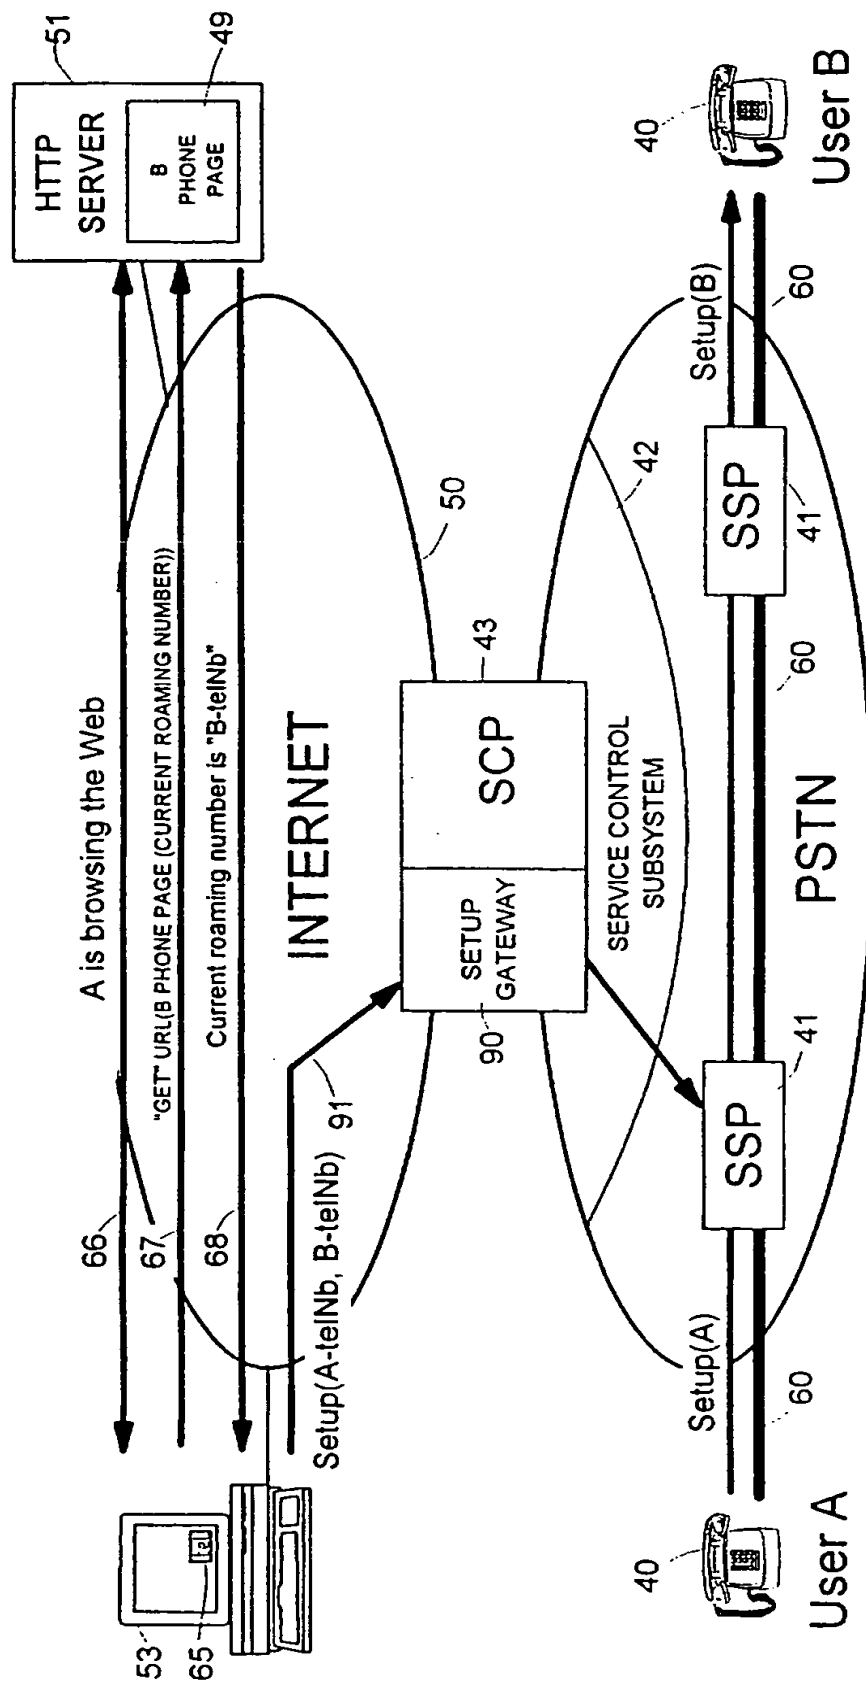 51
HTTP
SERVER
49
B
PHONE
PAGE
A is browsing the Web
66
"GET" URL(B PHONE PAGE (CURRENT ROAMING NUMBER))
67
Current roaming number is "B-telNb"
68
53
65
tel
INTERNET
50
Setup(A-telNb, B-telNb)
91
90
SETUP
GATEWAY
SCP
43
SERVICE CONTROL
SUBSYSTEM
42
40
User A
Setup(A)
60
SSP
41
60
PSTN
SSP
41
Setup(B)
60
40
User B